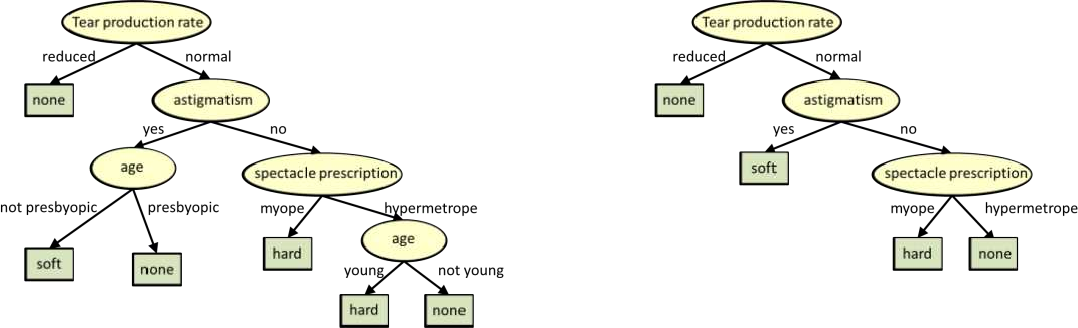 Tear production rate
reduced
normal
none
astigmatism
yes
no
age
spectacle prescription
not presbyopic
presbyopic
myope
hypermetrope
soft
none
hard
age
young
not young
hard
none
Tear production rate
reduced
normal
none
astigmatism
yes
no
soft
spectacle prescription
myope
hypermetrope
hard
none